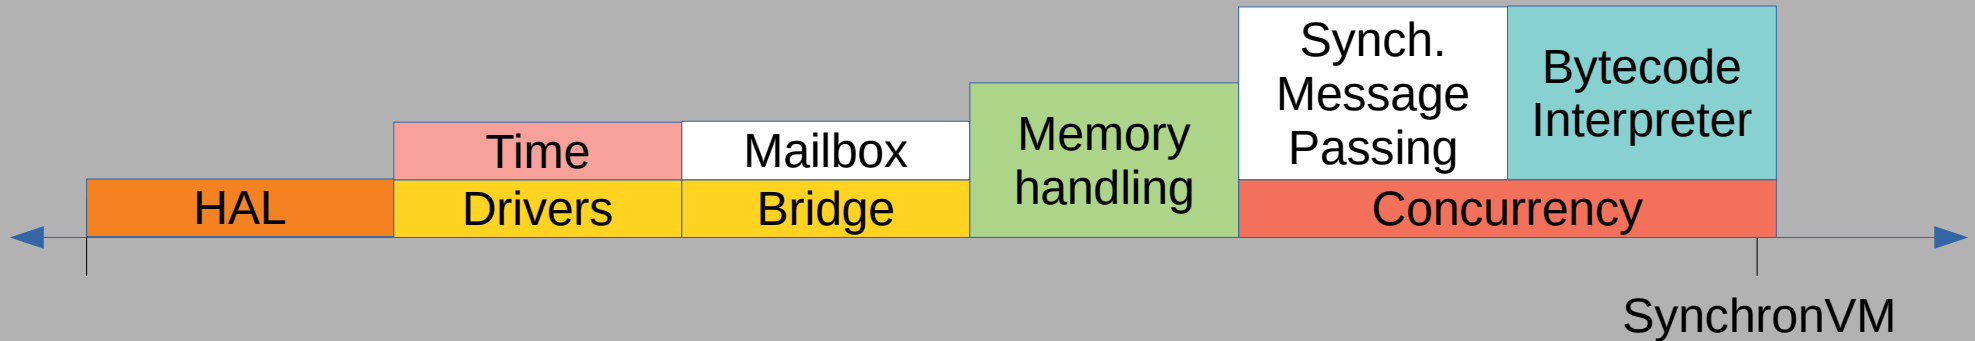 HAL
Time
Drivers
Mailbox
Bridge
Memory
handling
Synch.
Message
Passing
Bytecode
Interpreter
Concurrency
SynchronVM